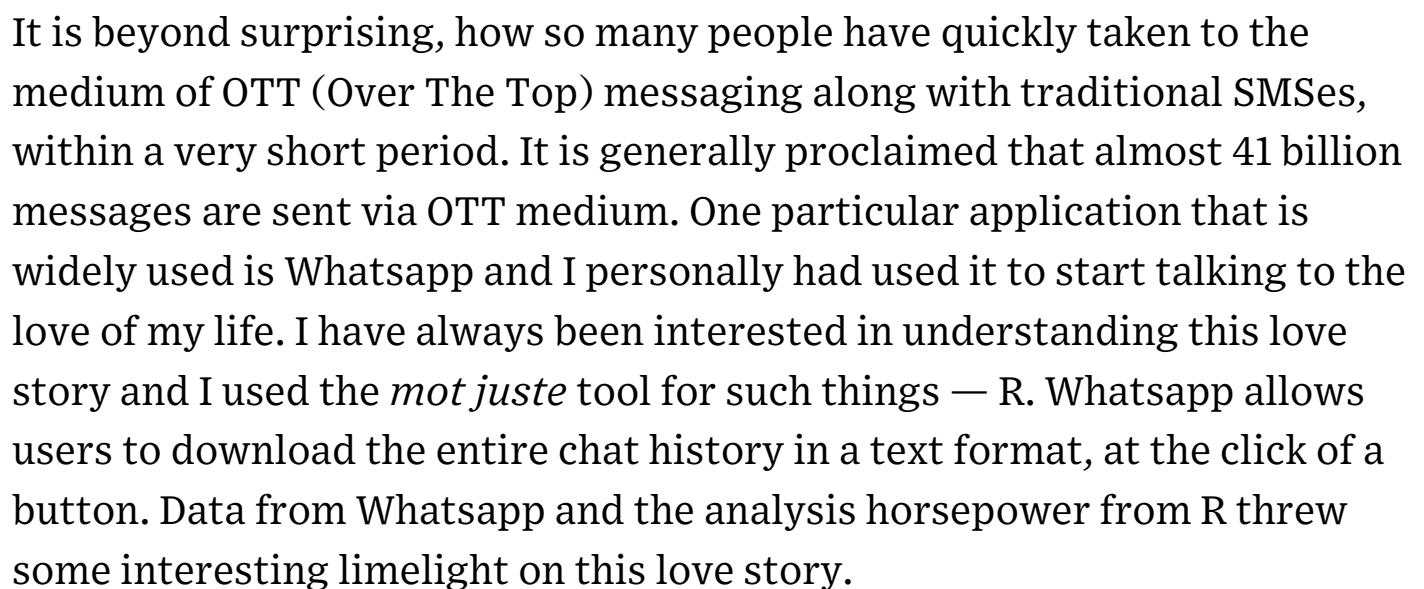 It is beyond surprising, how so many people have quickly taken to the
medium of OTT (Over The Top) messaging along with traditional SMSes,
within a very short period. It is generally proclaimed that almost 41 billion
messages are sent via OTT medium. One particular application that is
widely used is Whatsapp and I personally had used it to start talking to the
love of my life. I have always been interested in understanding this love
story and I used the mot juste tool for such things — R. Whatsapp allows
users to download the entire chat history in a text format, at the click of a
button. Data from Whatsapp and the analysis horsepower from R threw
some interesting limelight on this love story.